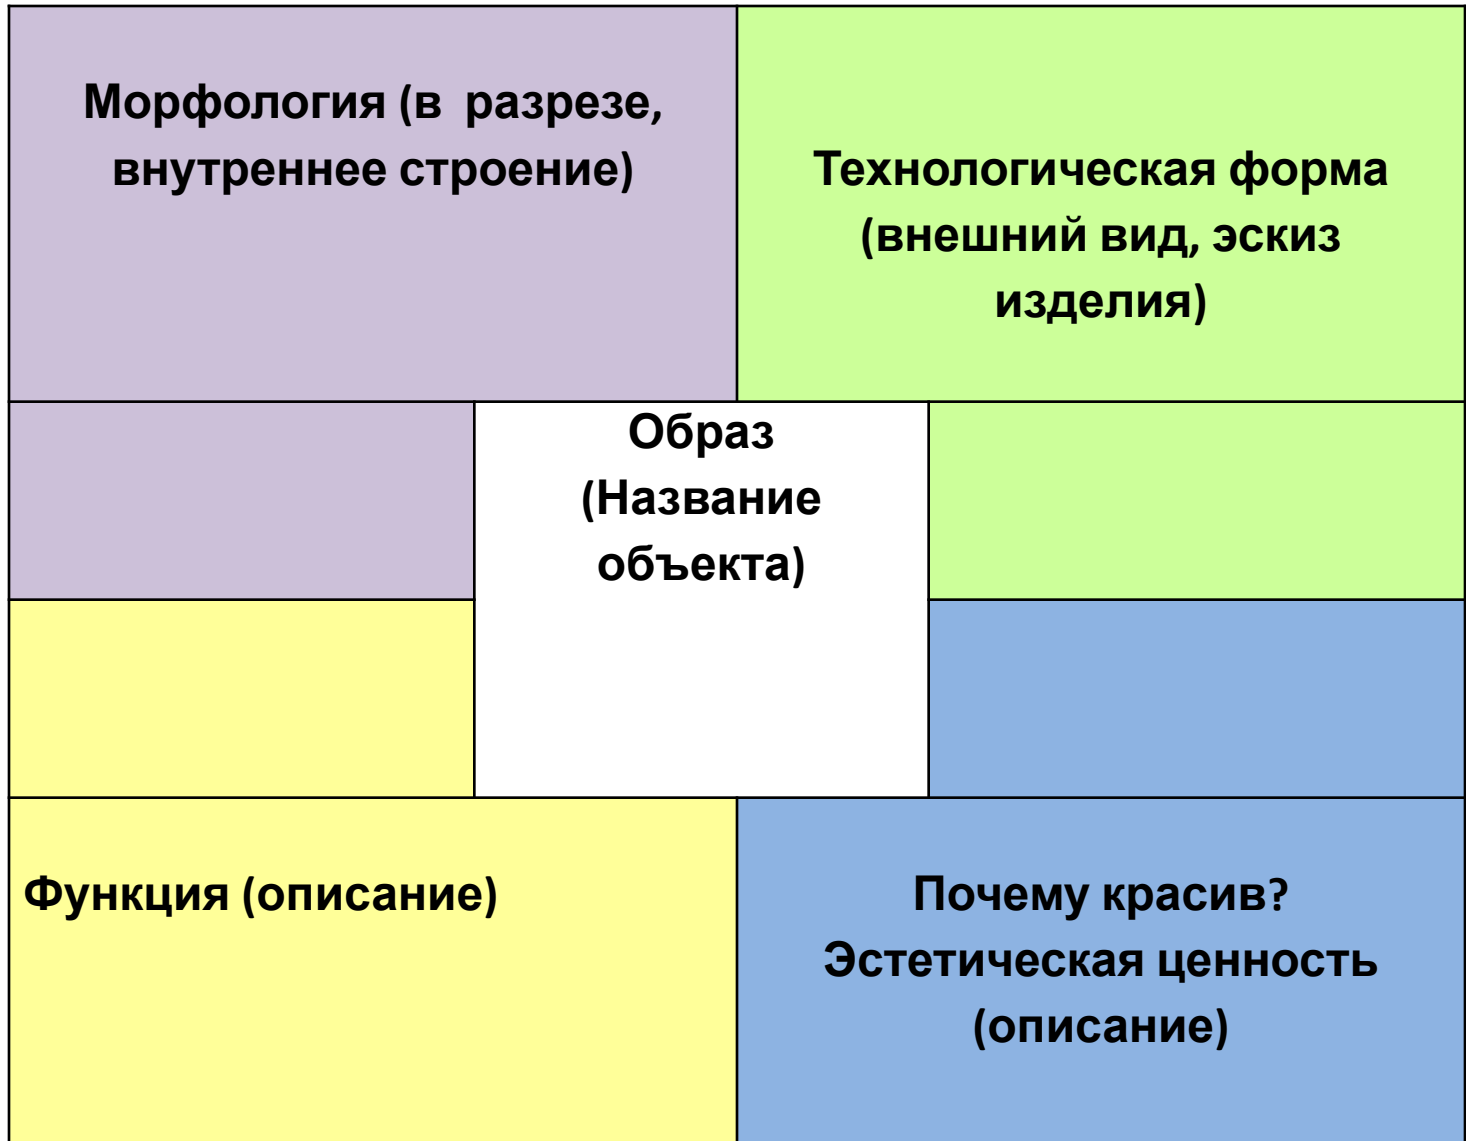 Морфология (в разрезе,
внутреннее строение)
Технологическая форма
(внешний вид, эскиз
изделия)
Образ
(Название
объекта)
Функция (описание)
Почему красив?
Эстетическая ценность
(описание)